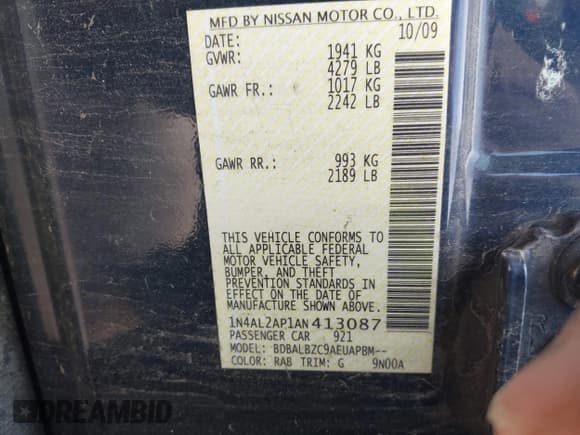 MFD BY NISSAN MOTOR CO., LTD.
DATE: 10/09
GVWR: 1941 KG
4279 LB
GAWR FR.: 1017 KG
2242 LB
GAWR RR.: 993 KG
2189 LB
THIS VEHICLE CONFORMS TO
ALL APPLICABLE FEDERAL
MOTOR VEHICLE SAFETY,
BUMPER, AND THEFT
PREVENTION STANDARDS IN
EFFECT ON THE DATE OF
MANUFACTURE SHOWN ABOVE.
1N4AL2AP1AN413087
PASSENGER CAR 921
MODEL: BDBALBZC9AEUAPBM--
COLOR: RAB TRIM: G 9N00A
R
DREAMBID